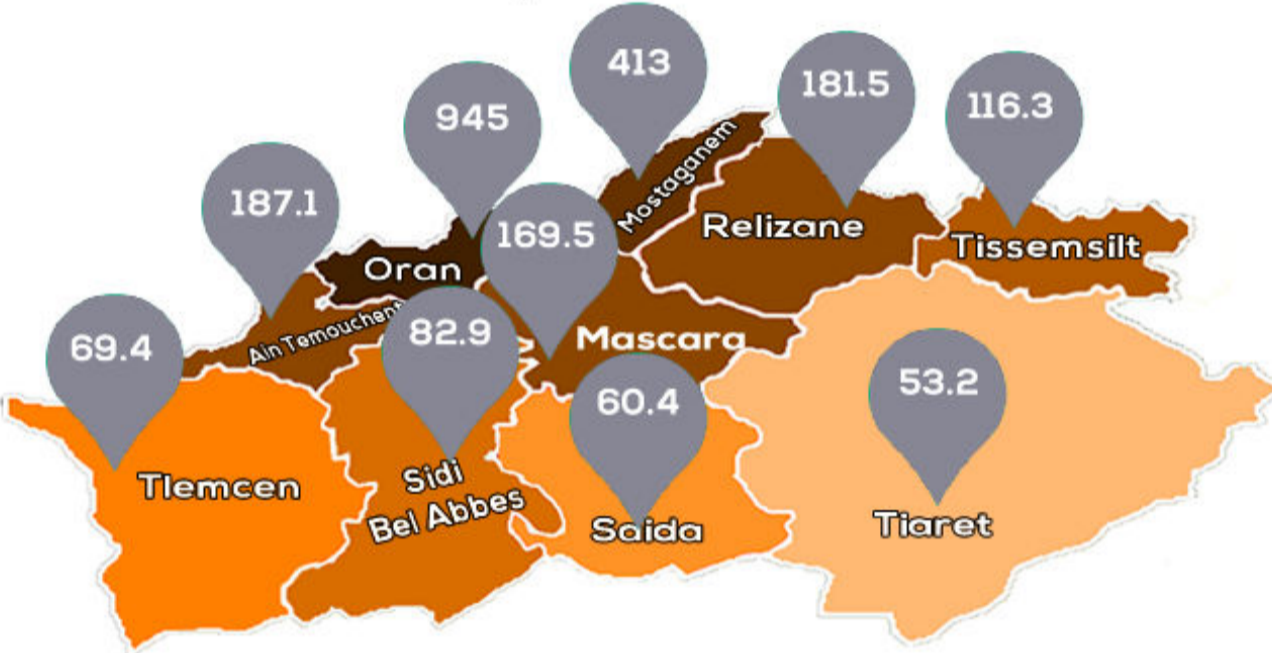 413
181.5
945
116.3
Mostaganem
187.1
169.5
Relizane
Tissemsilt
Oran
Ain Temouchent
82.9
Mascara
69.4
53.2
60.4
Tlemcen
Sidi
Bel Abbes
Saida
Tiaret